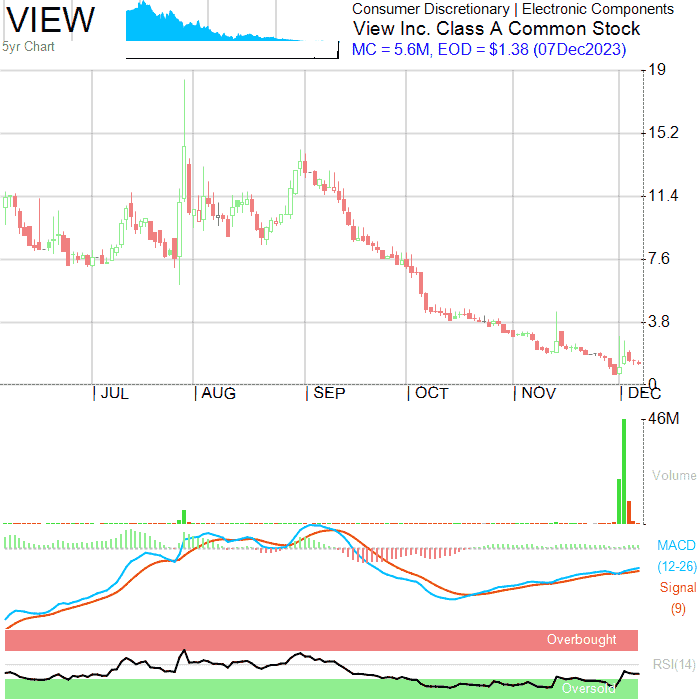 VIEW
5yr Chart
Consumer Discretionary | Electronic Components
View Inc. Class A Common Stock
MC = 5.6M, EOD = $1.38 (07Dec2023)
19
15.2
11.4
7.6
3.8
0
JUL AUG SEP OCT NOV DEC
46M
Volume
MACD
(12-26)
Signal
(9)
Overbought
RSI(14)
Oversold